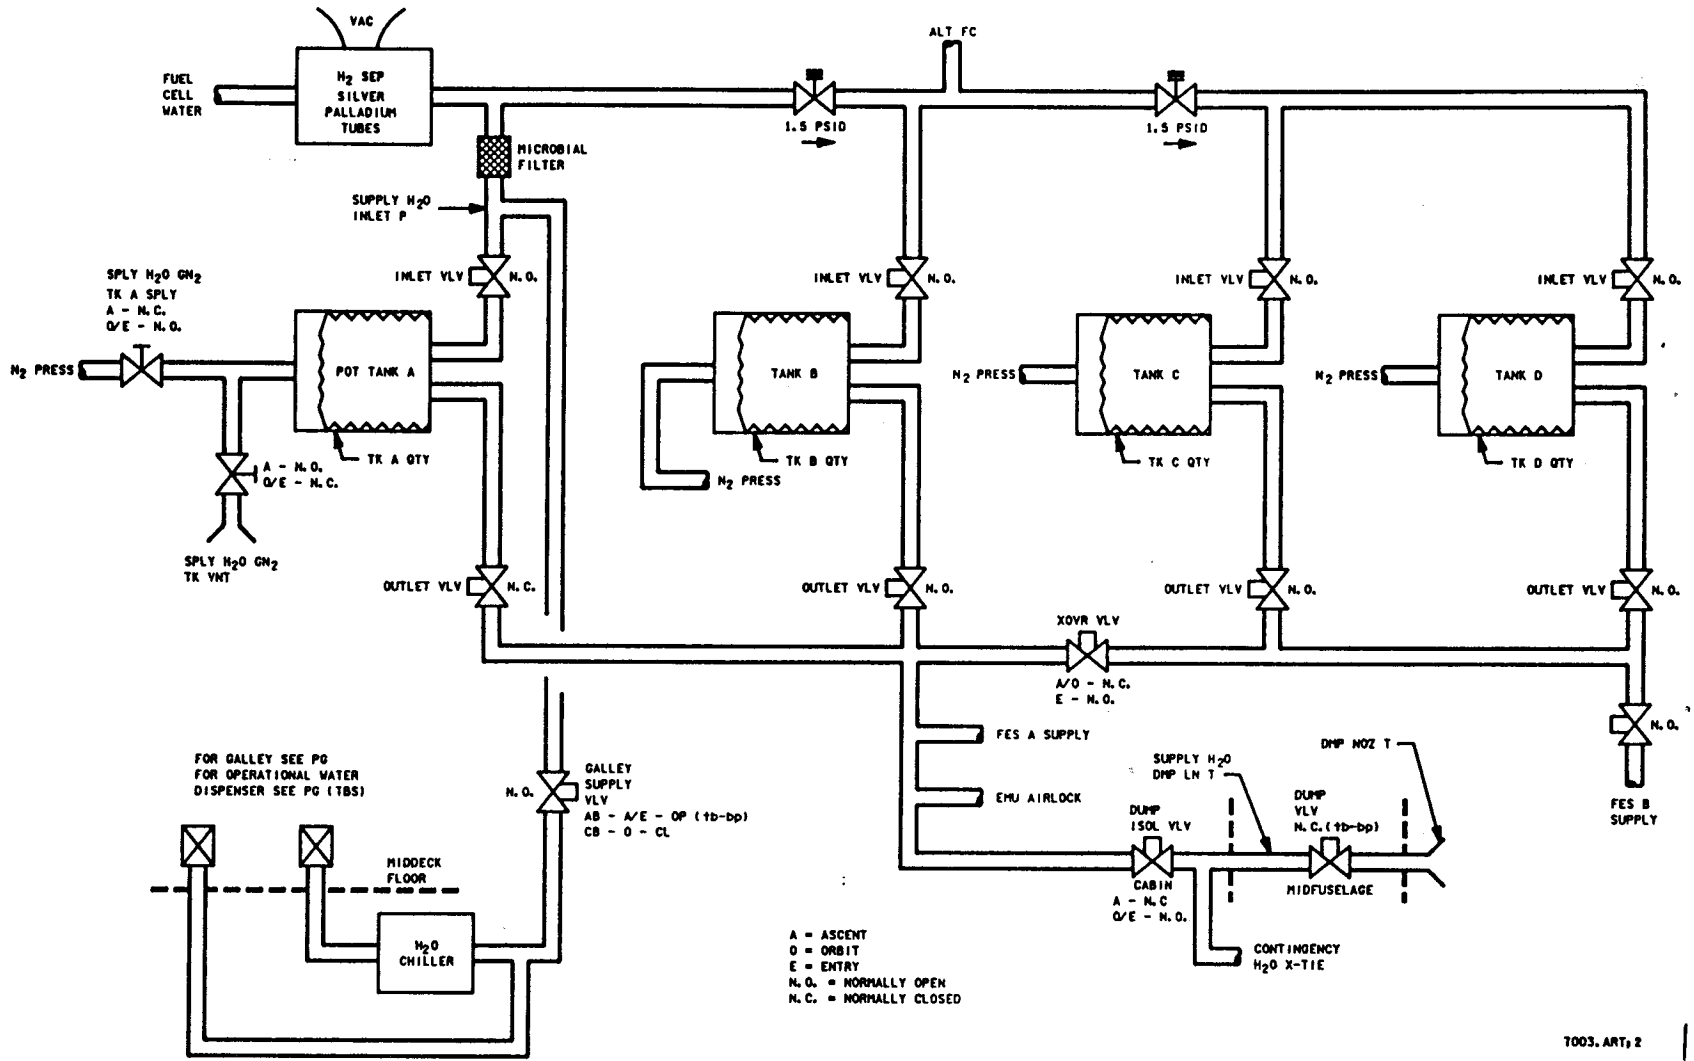 VAC
ALT FC
FUEL
CELL
WATER
H2 SEP
SILVER
PALLADIUM
TUBES
1.5 PSID
1.5 PSID
MICROBIAL
FILTER
SUPPLY H2O
INLET P
INLET VLV
N.O.
INLET VLV
N.O.
INLET VLV
N.O.
INLET VLV
N.O.
SPLY H2O GN2
TK A SPLY
A - N.C.
O/E - N.O.
N2 PRESS
POT TANK A
TANK B
N2 PRESS
TANK C
N2 PRESS
TANK D
TK A QTY
TK B QTY
TK C QTY
TK D QTY
A - N.O.
O/E - N.C.
N2 PRESS
SPLY H2O GN2
TK VNT
OUTLET VLV
N.C.
OUTLET VLV
N.O.
OUTLET VLV
N.O.
OUTLET VLV
N.O.
XOVR VLV
A/O - N.C.
E - N.O.
N.O.
FES B
SUPPLY
FES A SUPPLY
EMU AIRLOCK
SUPPLY H2O
DMP LN T
DMP NOZ T
DUMP
ISOL VLV
CABIN
A - N.C
O/E - N.O.
DUMP
VLV
N.C.(tb-bp)
MIDFUSELAGE
CONTINGENCY
H2O X-TIE
FOR GALLEY SEE PG
FOR OPERATIONAL WATER
DISPENSER SEE PG (TBS)
N.O.
GALLEY
SUPPLY
VLV
AB - A/E - OP (tb-bp)
CB - O - CL
MIDDECK
FLOOR
H2O
CHILLER
A = ASCENT
O = ORBIT
E = ENTRY
N.O. = NORMALLY OPEN
N.C. = NORMALLY CLOSED
7003.ART; 2